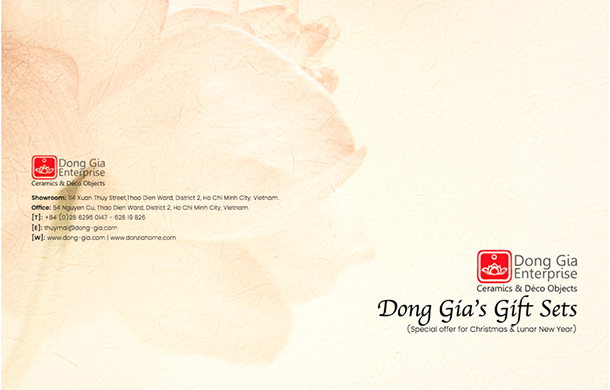 Dong Gia
Enterprise
Ceramics & Déco Objects
Showroom: 114 Xuan Thuy Street,Thao Dien Ward, District 2, Ho Chi Minh City, Vietnam.
Office: 54 Nguyen Cu, Thao Dien Ward, District 2, Ho Chi Minh City, Vietnam.
[T]: +84 (0)28 6296 0147 - 628 19 826
[E]: thuymai@dong-gia.com
[W]: www.dong-gia.com | www.donziahome.com
Dong Gia
Enterprise
Ceramics & Déco Objects
Dong Gia's Gift Sets
(Special offer for Christmas & Lunar New Year)